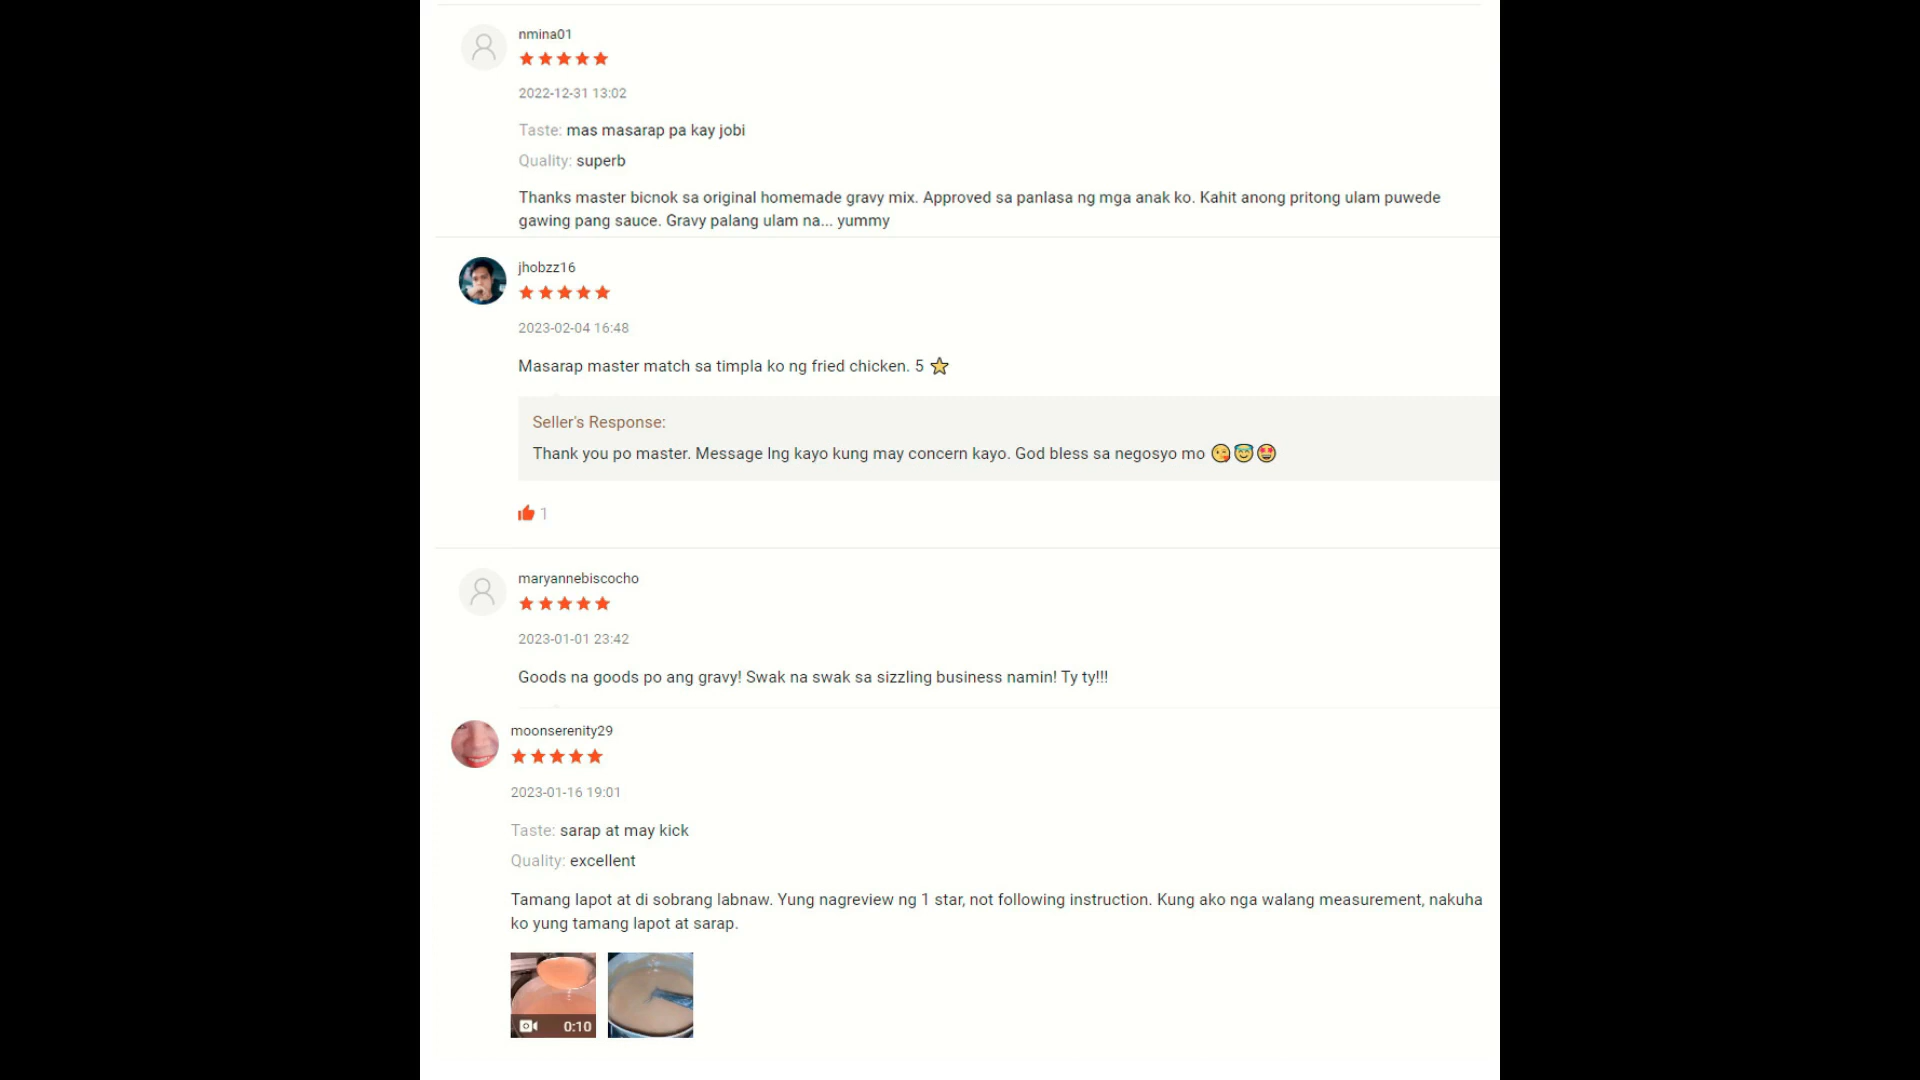 nmina01
2022-12-31 13:02
Taste: mas masarap pa kay jobi
Quality: superb
Thanks master bicnok sa original homemade gravy mix. Approved sa panlasa ng mga anak ko. Kahit anong pritong ulam puwede
gawing pang sauce. Gravy palang ulam na... yummy
jhobzz16
2023-02-04 16:48
Masarap master match sa timpla ko ng fried chicken. 5 ⭐
Seller's Response:
Thank you po master. Message lng kayo kung may concern kayo. God bless sa negosyo mo 😘😇🤩
1
maryannebiscocho
2023-01-01 23:42
Goods na goods po ang gravy! Swak na swak sa sizzling business namin! Ty ty!!!
moonserenity29
2023-01-16 19:01
Taste: sarap at may kick
Quality: excellent
Tamang lapot at di sobrang labnaw. Yung nagreview ng 1 star, not following instruction. Kung ako nga walang measurement, nakuha
ko yung tamang lapot at sarap.
0:10